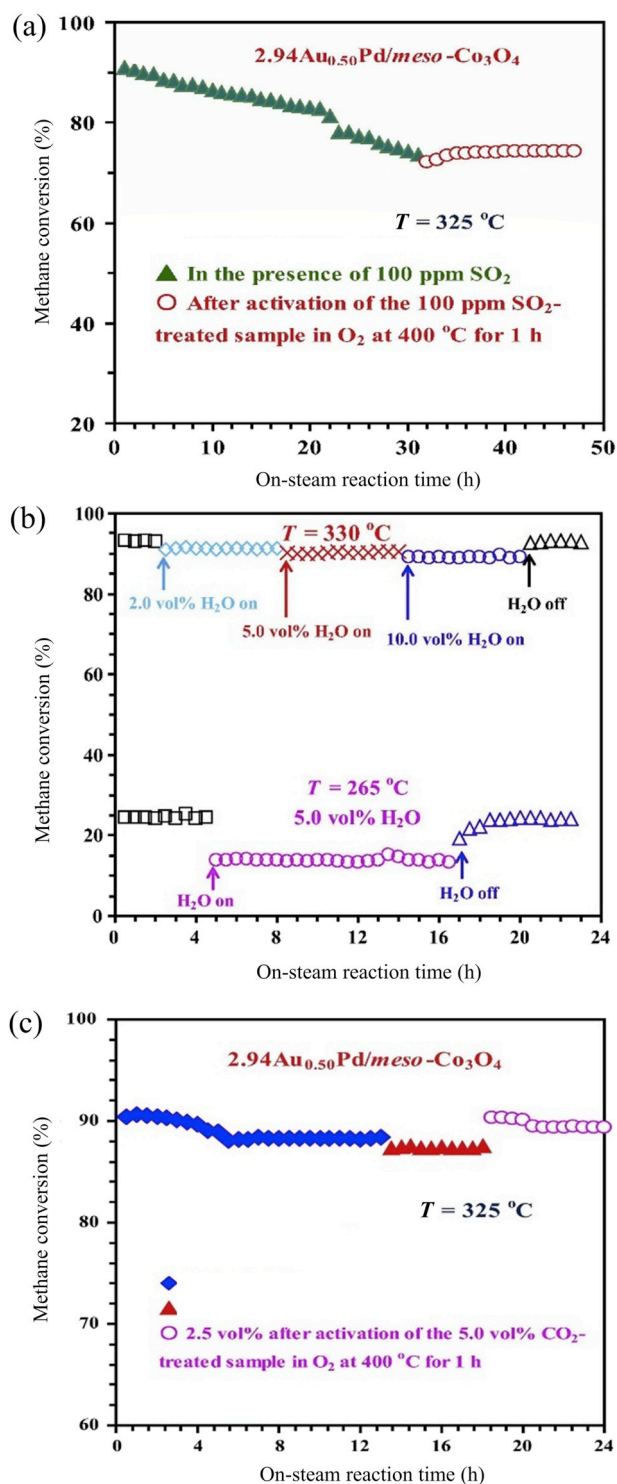 (a)
100
80
60
40
20
0
10
20
30
40
50
Methane conversion (%)
On-steam reaction time (h)
2.94Au0.50Pd/meso-Co3O4
T = 325 °C
In the presence of 100 ppm SO2
After activation of the 100 ppm SO2-
treated sample in O2 at 400 °C for 1 h
(b)
100
80
60
40
20
0
0
4
8
12
16
20
24
Methane conversion (%)
On-steam reaction time (h)
T = 330 °C
2.0 vol% H2O on
5.0 vol% H2O on
10.0 vol% H2O on
H2O off
T = 265 °C
5.0 vol% H2O
H2O on
H2O off
(c)
100
90
80
70
60
0
4
8
12
16
20
24
Methane conversion (%)
On-steam reaction time (h)
2.94Au0.50Pd/meso-Co3O4
T = 325 °C
2.5 vol% after activation of the 5.0 vol% CO2-
treated sample in O2 at 400 °C for 1 h